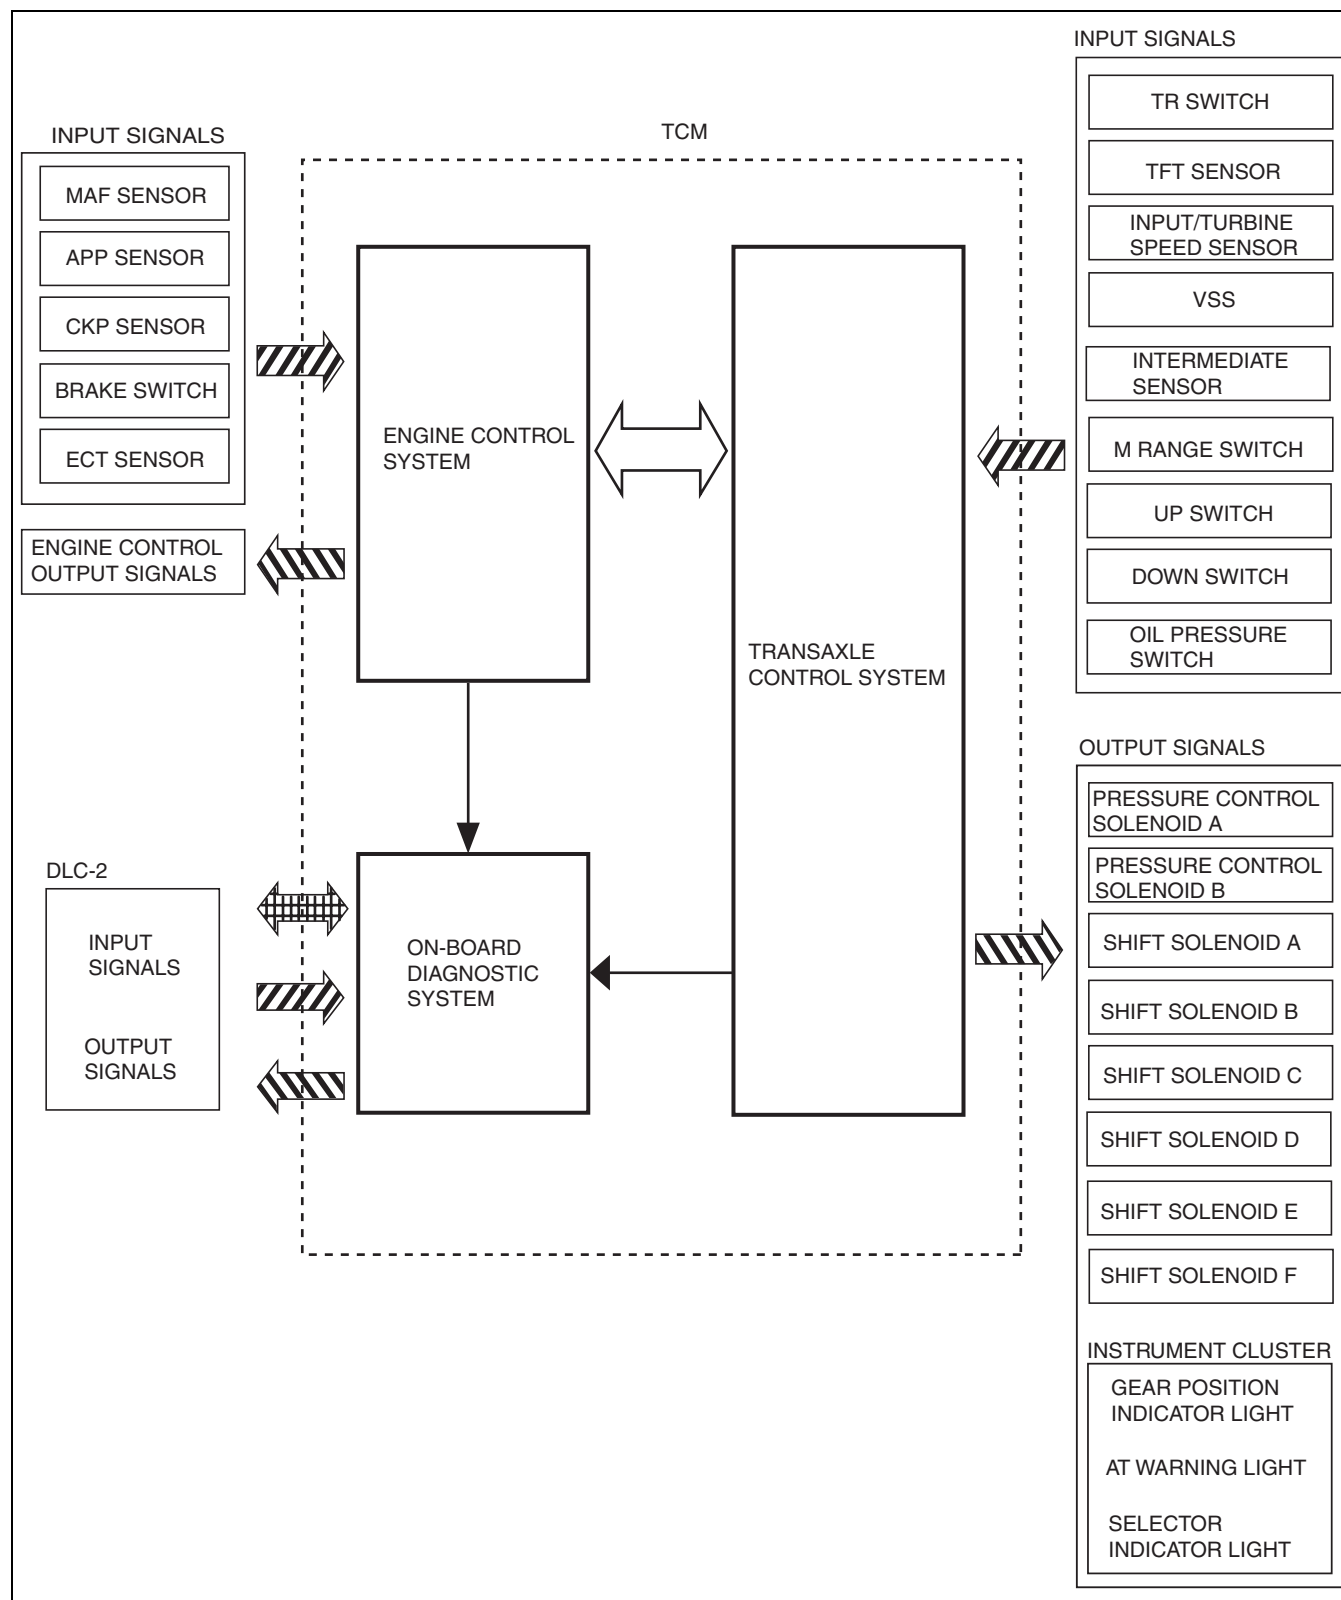 INPUT SIGNALS
MAF SENSOR
APP SENSOR
CKP SENSOR
BRAKE SWITCH
ECT SENSOR
ENGINE CONTROL
OUTPUT SIGNALS
DLC-2
INPUT
SIGNALS
OUTPUT
SIGNALS
TCM
ENGINE CONTROL
SYSTEM
ON-BOARD
DIAGNOSTIC
SYSTEM
TRANSAXLE
CONTROL SYSTEM
INPUT SIGNALS
TR SWITCH
TFT SENSOR
INPUT/TURBINE
SPEED SENSOR
VSS
INTERMEDIATE
SENSOR
M RANGE SWITCH
UP SWITCH
DOWN SWITCH
OIL PRESSURE
SWITCH
OUTPUT SIGNALS
PRESSURE CONTROL
SOLENOID A
PRESSURE CONTROL
SOLENOID B
SHIFT SOLENOID A
SHIFT SOLENOID B
SHIFT SOLENOID C
SHIFT SOLENOID D
SHIFT SOLENOID E
SHIFT SOLENOID F
INSTRUMENT CLUSTER
GEAR POSITION
INDICATOR LIGHT
AT WARNING LIGHT
SELECTOR
INDICATOR LIGHT